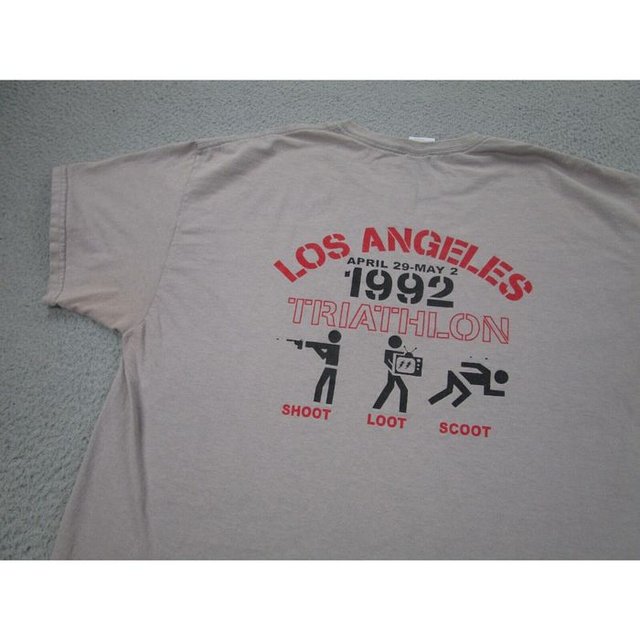 LOS ANGELES
APRIL 29-MAY 2
1992
TRIATHLON
SHOOT LOOT SCOOT